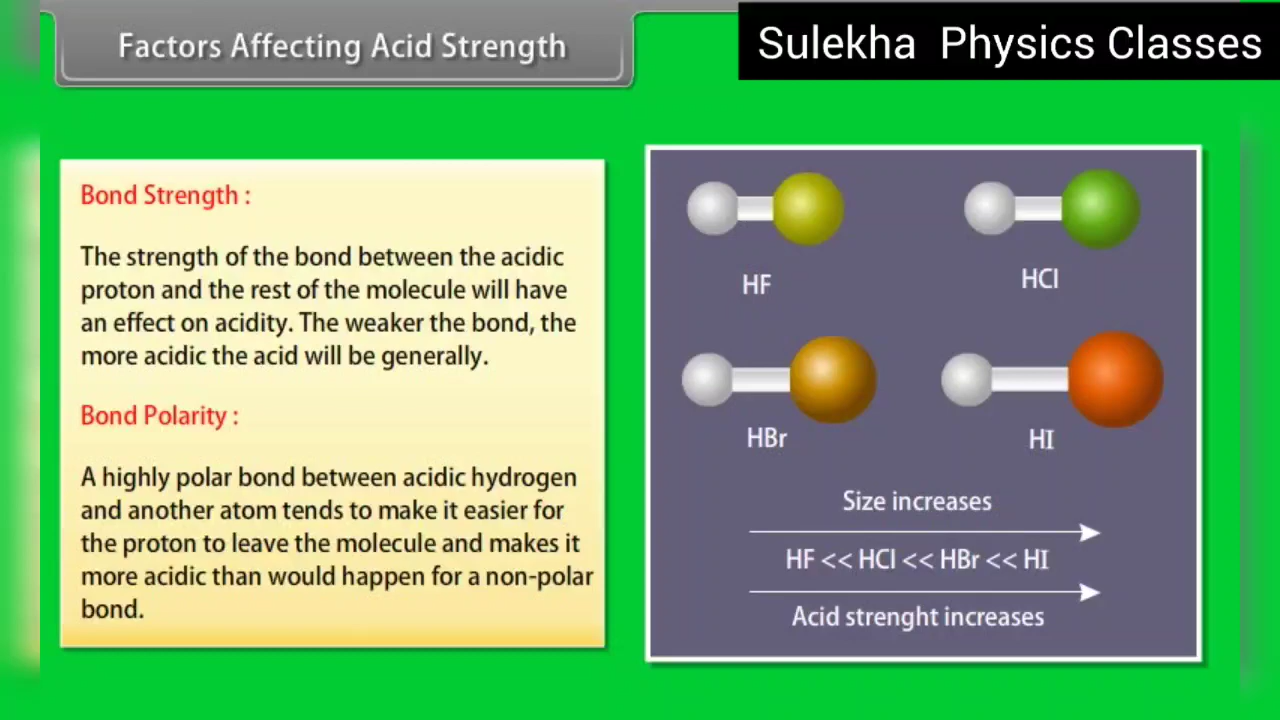 Factors Affecting Acid Strength
Sulekha Physics Classes
Bond Strength :
The strength of the bond between the acidic
proton and the rest of the molecule will have
an effect on acidity. The weaker the bond, the
more acidic the acid will be generally.
Bond Polarity :
A highly polar bond between acidic hydrogen
and another atom tends to make it easier for
the proton to leave the molecule and makes it
more acidic than would happen for a non-polar
bond.
HF
HCl
HBr
HI
Size increases
HF << HCl << HBr << HI
Acid strenght increases